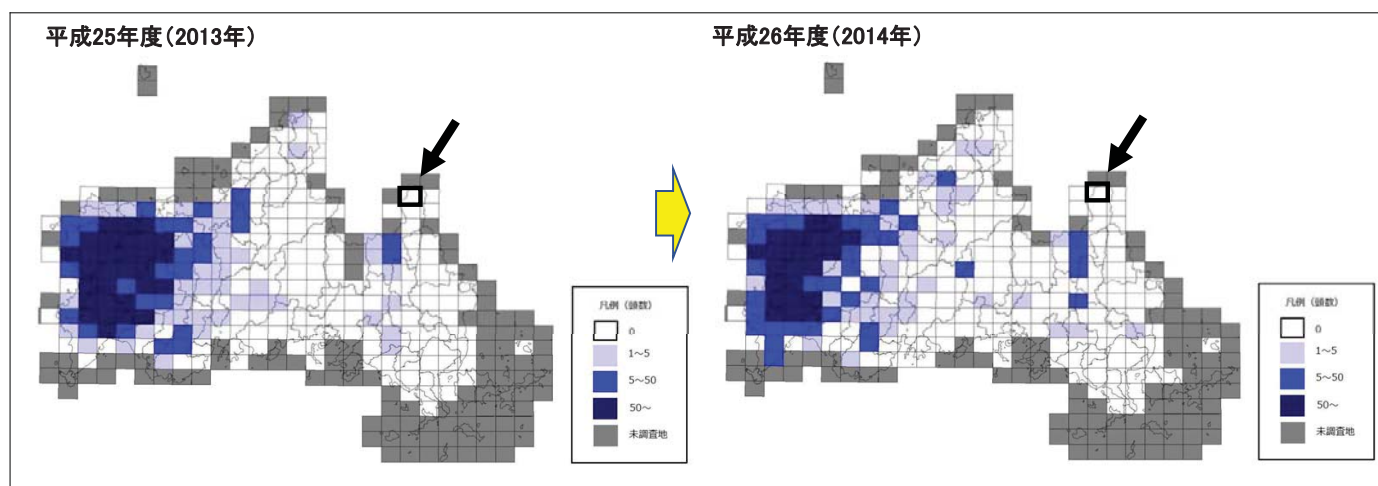 平成25年度（2013年）
凡例（頭数）
0
1～5
5～50
50～
未調査地
平成26年度（2014年）
凡例（頭数）
0
1～5
5～50
50～
未調査地